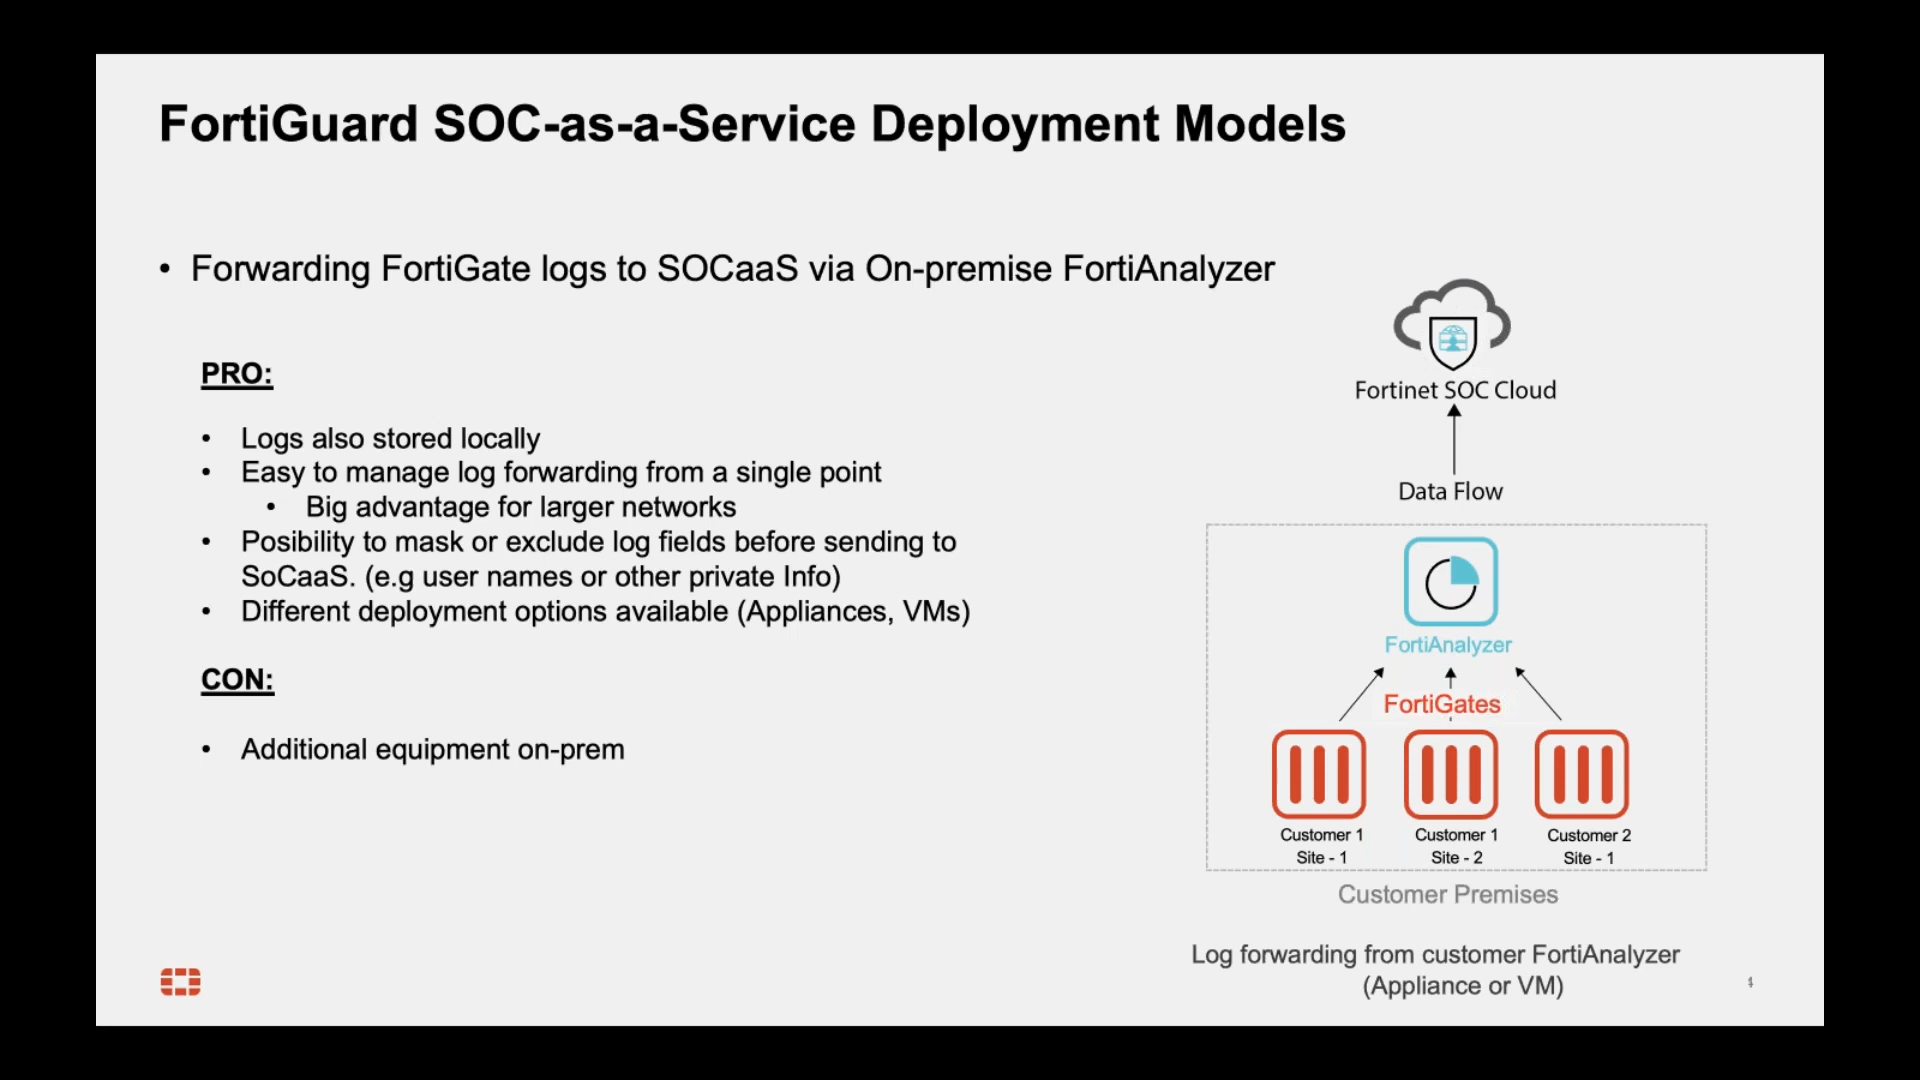 FortiGuard SOC-as-a-Service Deployment Models
• Forwarding FortiGate logs to SOCaaS via On-premise FortiAnalyzer
PRO:
• Logs also stored locally
• Easy to manage log forwarding from a single point
• Big advantage for larger networks
• Posibility to mask or exclude log fields before sending to
SoCaaS. (e.g user names or other private Info)
• Different deployment options available (Appliances, VMs)
CON:
• Additional equipment on-prem
Fortinet SOC Cloud
Data Flow
FortiAnalyzer
FortiGates
Customer 1
Site - 1
Customer 1
Site - 2
Customer 2
Site - 1
Customer Premises
Log forwarding from customer FortiAnalyzer
(Appliance or VM)